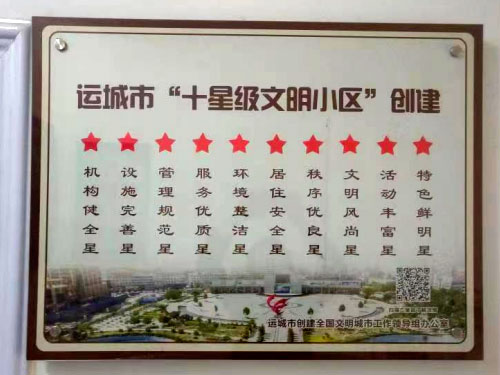 运城市“十星级文明小区”创建
机构健全星
设施完善星
管理规范星
服务优质星
环境整洁星
居住安全星
秩序优良星
文明风尚星
活动丰富星
特色鲜明星
运城市创建全国文明城市工作领导组办公室